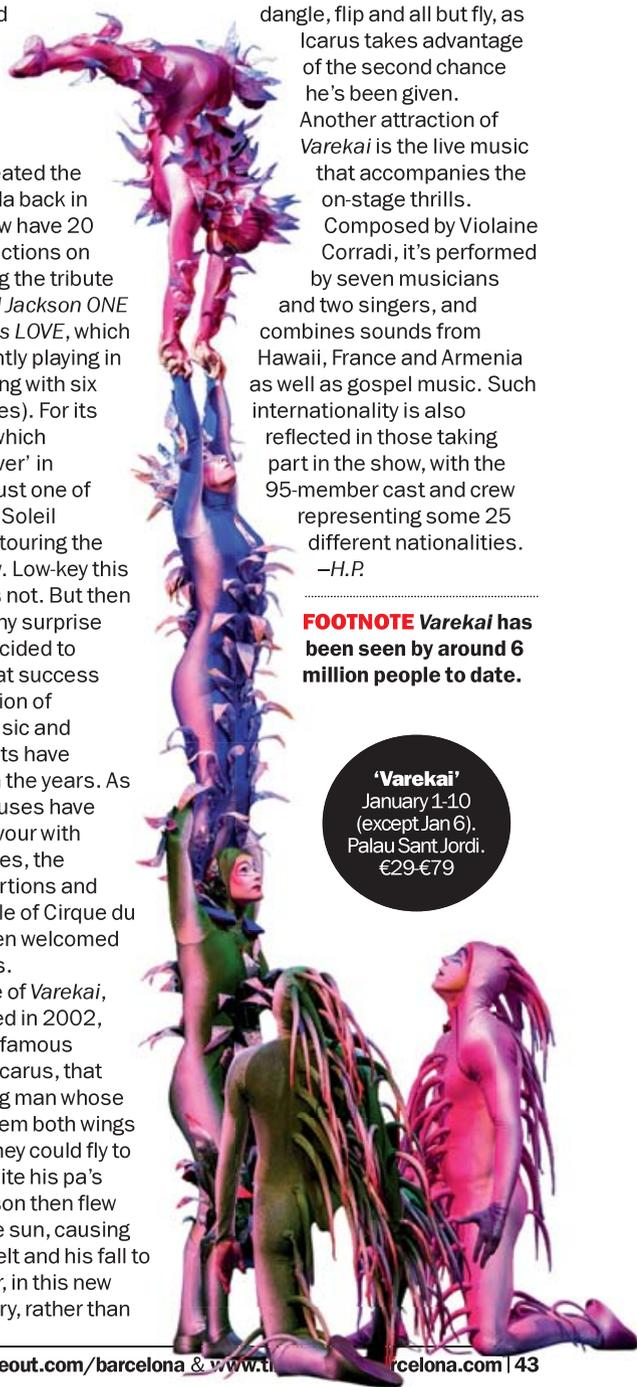 d
eated the
la back in
w have 20
ctions on
g the tribute
l Jackson ONE
s LOVE, which
ntly playing in
ng with six
es). For its
which
ver’ in
ust one of
Soleil
touring the
. Low-key this
s not. But then
ny surprise
cided to
at success
ion of
sic and
ts have
the years. As
uses have
your with
es, the
rtions and
le of Cirque du
en welcomed
s.
e of Varekai,
ed in 2002,
famous
carus, that
g man whose
em both wings
hey could fly to
ite his pa’s
son then flew
e sun, causing
elt and his fall to
r, in this new
ry, rather than
dangle, flip and all but fly, as
Icarus takes advantage
of the second chance
he’s been given.
Another attraction of
Varekai is the live music
that accompanies the
on-stage thrills.
Composed by Violaine
Corradi, it’s performed
by seven musicians
and two singers, and
combines sounds from
Hawaii, France and Armenia
as well as gospel music. Such
internationality is also
reflected in those taking
part in the show, with the
95-member cast and crew
representing some 25
different nationalities.
–H.P.
FOOTNOTE Varekai has
been seen by around 6
million people to date.
‘Varekai’
January 1-10
(except Jan 6).
Palau Sant Jordi.
€29-€79
eout.com/barcelona & www.t rcelona.com | 43